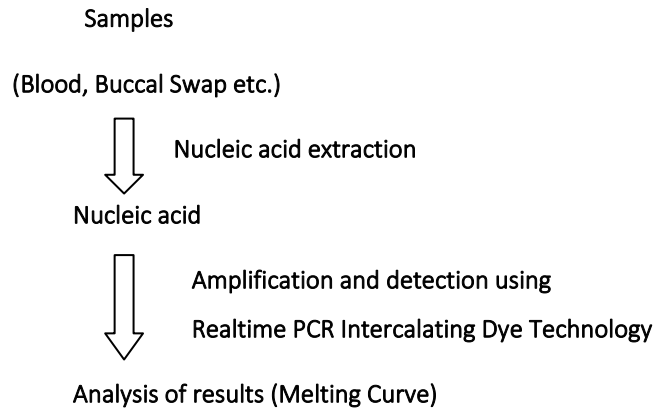 Samples
(Blood, Buccal Swap etc.)
Nucleic acid extraction
Nucleic acid
Amplification and detection using
Realtime PCR Intercalating Dye Technology
Analysis of results (Melting Curve)